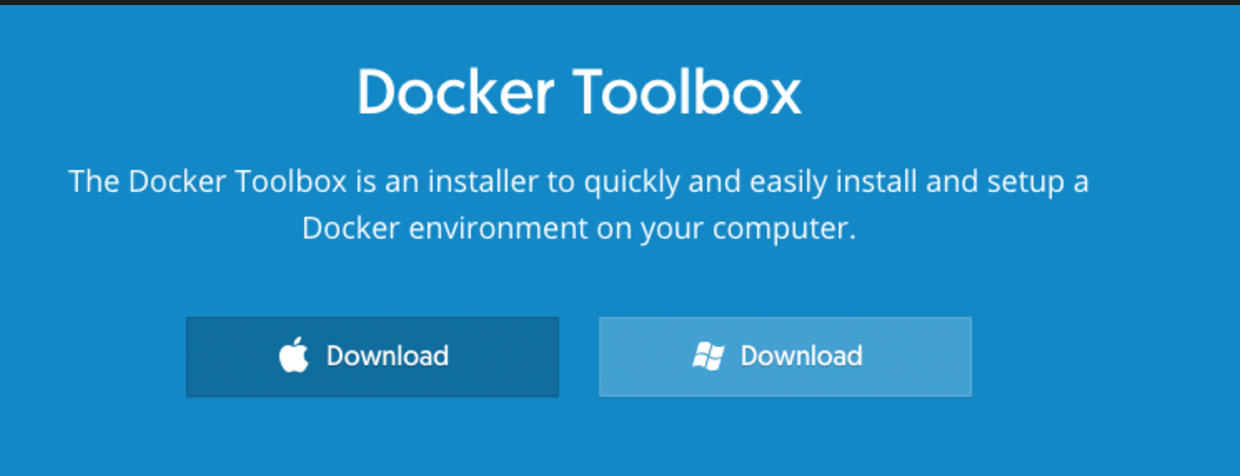 Docker Toolbox
The Docker Toolbox is an installer to quickly and easily install and setup a
Docker environment on your computer.
Download
Download